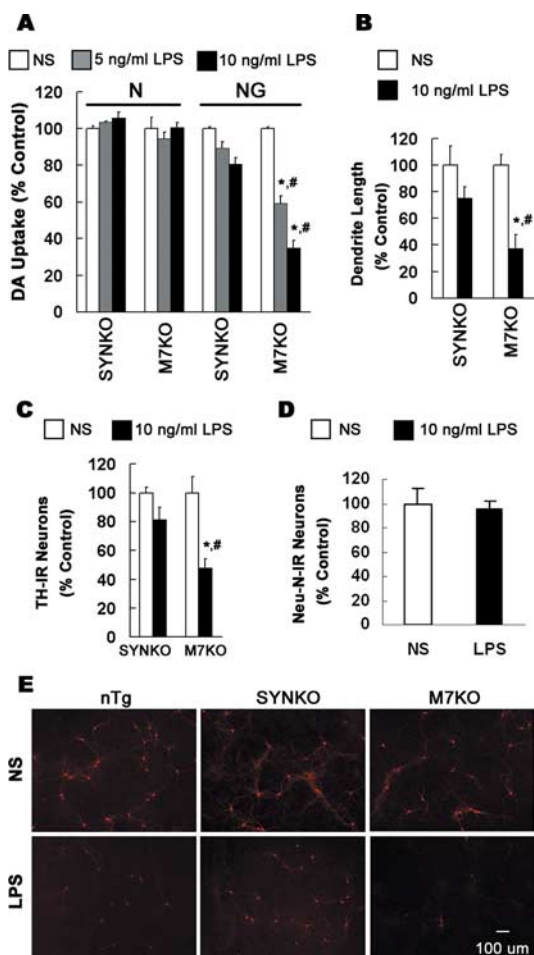 A
NS 5 ng/ml LPS 10 ng/ml LPS
N NG
DA Uptake (% Control)
120
100
80
60
40
20
0
*,#
*,#
SYNKO M7KO SYNKO M7KO
B
NS
10 ng/ml LPS
Dendrite Length
(% Control)
120
100
80
60
40
20
0
*,#
SYNKO M7KO
C
NS 10 ng/ml LPS
TH-IR Neurons
(% Control)
120
100
80
60
40
20
0
*,#
SYNKO M7KO
D
NS 10 ng/ml LPS
Neu-N-IR Neurons
(% Control)
120
100
80
60
40
20
0
NS LPS
E
nTg SYNKO M7KO
NS
LPS
100 um